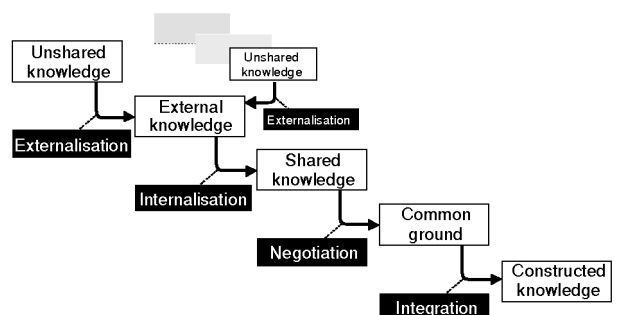 Unshared
knowledge
Unshared
knowledge
External
knowledge
Externalisation
Externalisation
Shared
knowledge
Internalisation
Common
ground
Negotiation
Constructed
knowledge
Integration